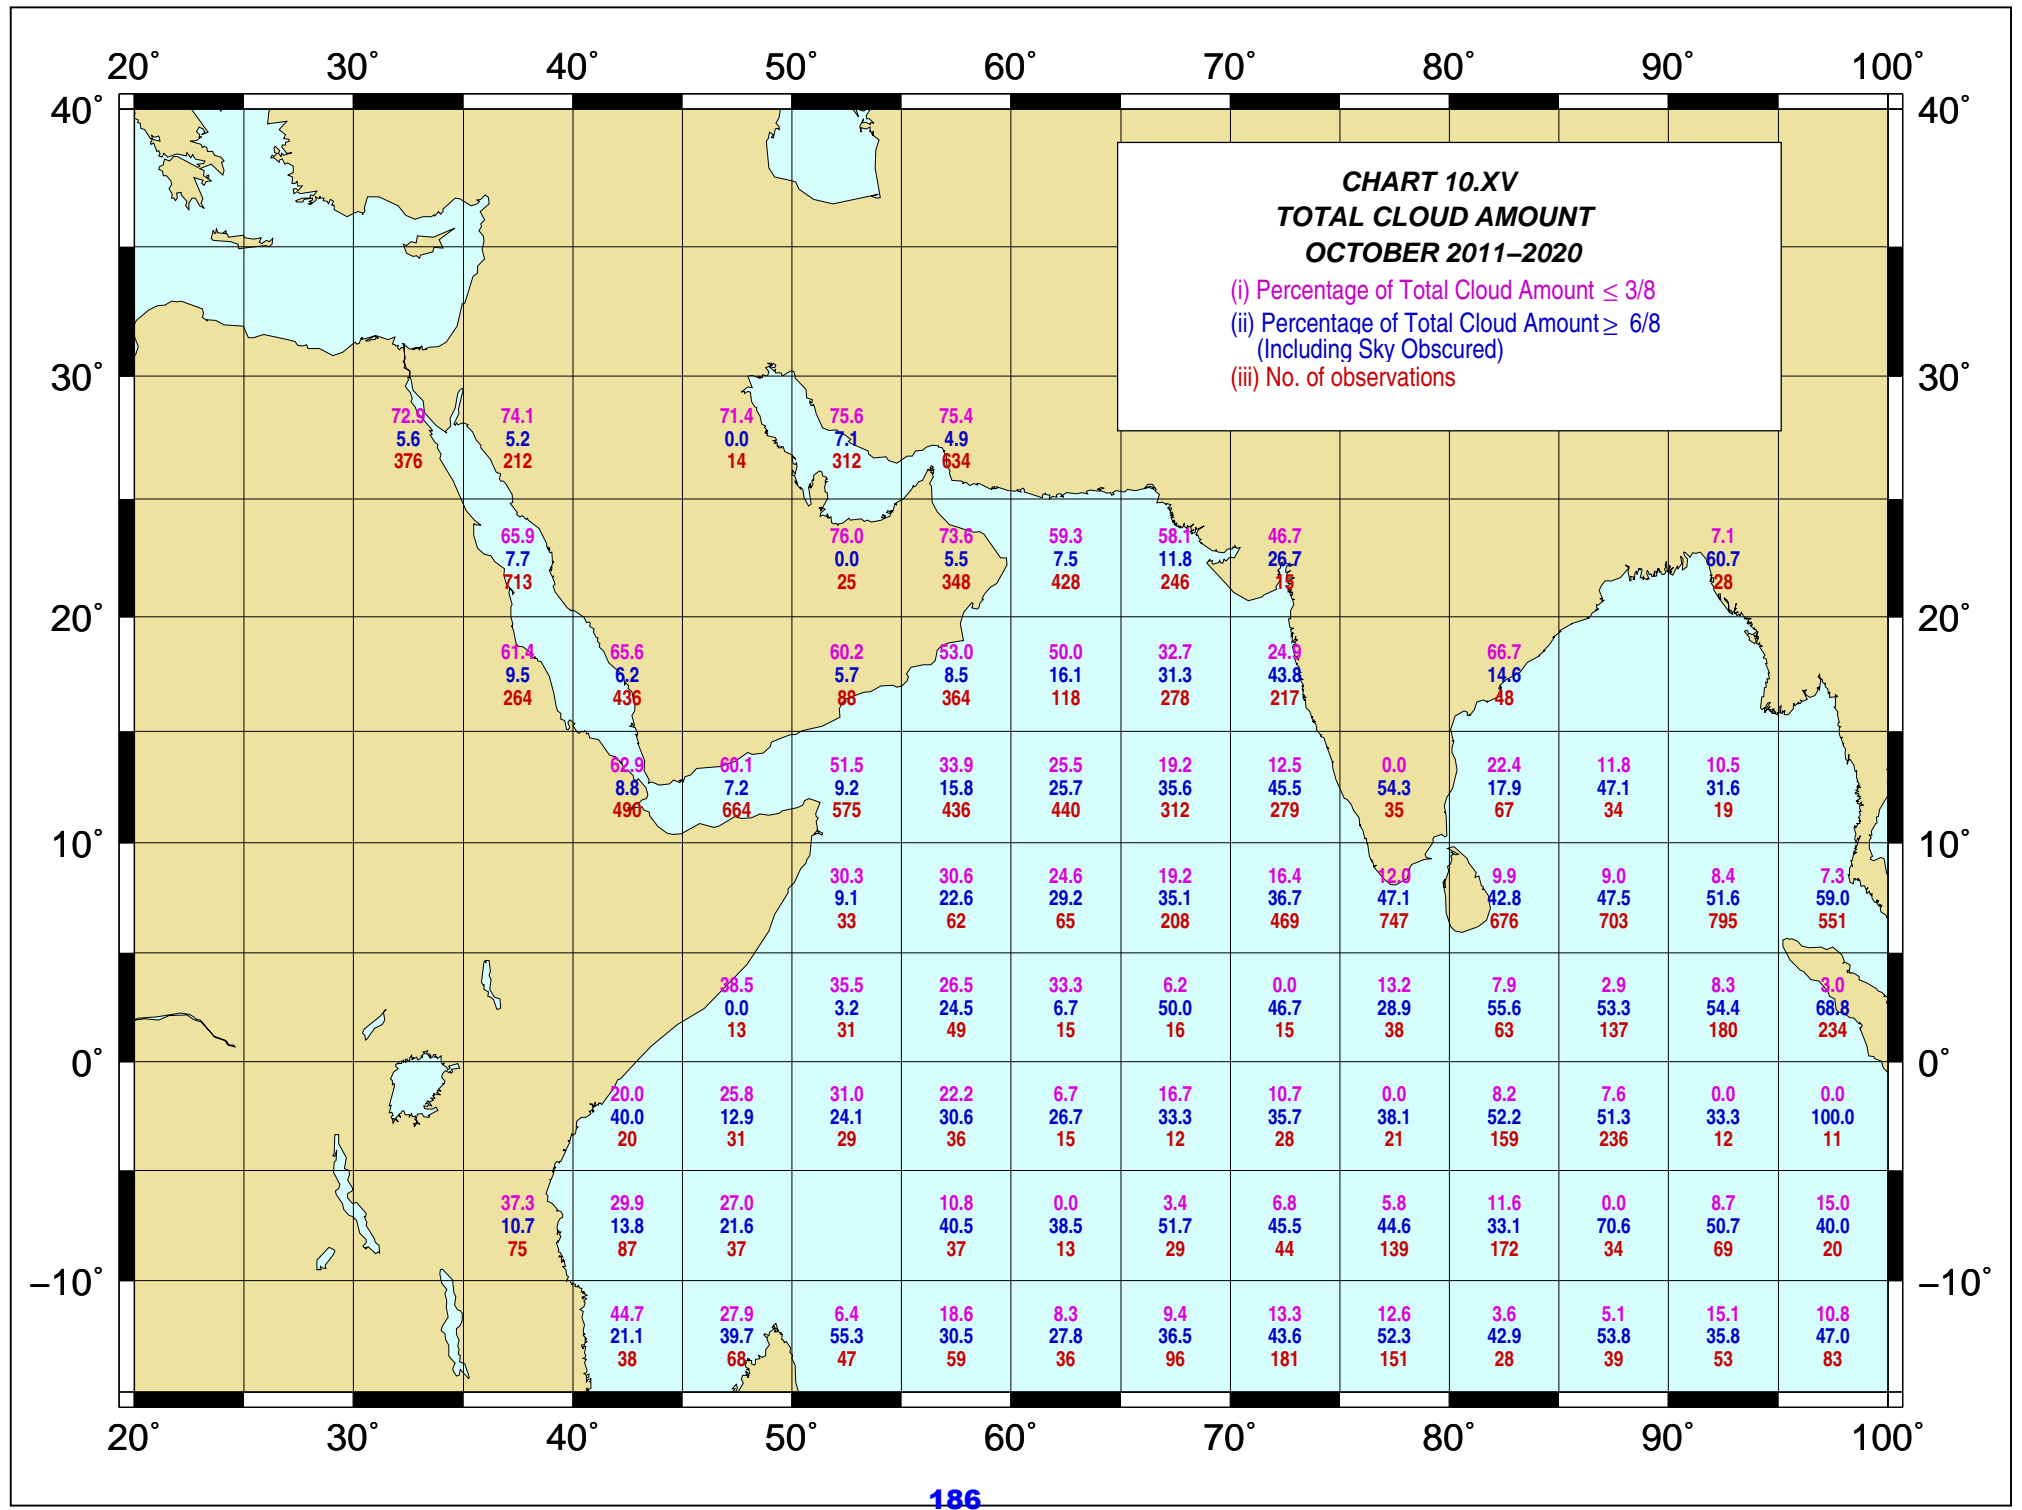 20° 30° 40° 50° 60° 70° 80° 90° 100°
40° 40°
CHART 10.XV
TOTAL CLOUD AMOUNT
OCTOBER 2011–2020
(i) Percentage of Total Cloud Amount ≤ 3/8
(ii) Percentage of Total Cloud Amount ≥ 6/8
(Including Sky Obscured)
(iii) No. of observations
30° 30°
72.9 74.1 71.4 75.6 75.4
5.6 5.2 0.0 7.1 4.9
376 212 14 312 634
65.9 76.0 73.6 59.3 58.1 46.7 7.1
7.7 0.0 5.5 7.5 11.8 26.7 60.7
713 25 348 428 246 15 28
20° 20°
61.4 65.6 60.2 53.0 50.0 32.7 24.9 66.7
9.5 6.2 5.7 8.5 16.1 31.3 43.8 14.6
264 436 88 364 118 278 217 48
62.9 60.1 51.5 33.9 25.5 19.2 12.5 0.0 22.4 11.8 10.5
8.8 7.2 9.2 15.8 25.7 35.6 45.5 54.3 17.9 47.1 31.6
490 664 575 436 440 312 279 35 67 34 19
10° 10°
30.3 30.6 24.6 19.2 16.4 12.0 9.9 9.0 8.4 7.3
9.1 22.6 29.2 35.1 36.7 47.1 42.8 47.5 51.6 59.0
33 62 65 208 469 747 676 703 795 551
38.5 35.5 26.5 33.3 6.2 0.0 13.2 7.9 2.9 8.3 3.0
0.0 3.2 24.5 6.7 50.0 46.7 28.9 55.6 53.3 54.4 68.8
13 31 49 15 16 15 38 63 137 180 234
0° 0°
20.0 25.8 31.0 22.2 6.7 16.7 10.7 0.0 8.2 7.6 0.0 0.0
40.0 12.9 24.1 30.6 26.7 33.3 35.7 38.1 52.2 51.3 33.3 100.0
20 31 29 36 15 12 28 21 159 236 12 11
37.3 29.9 27.0 10.8 0.0 3.4 6.8 5.8 11.6 0.0 8.7 15.0
10.7 13.8 21.6 40.5 38.5 51.7 45.5 44.6 33.1 70.6 50.7 40.0
75 87 37 37 13 29 44 139 172 34 69 20
–10° –10°
44.7 27.9 6.4 18.6 8.3 9.4 13.3 12.6 3.6 5.1 15.1 10.8
21.1 39.7 55.3 30.5 27.8 36.5 43.6 52.3 42.9 53.8 35.8 47.0
38 68 47 59 36 96 181 151 28 39 53 83
20° 30° 40° 50° 60° 70° 80° 90° 100°
186